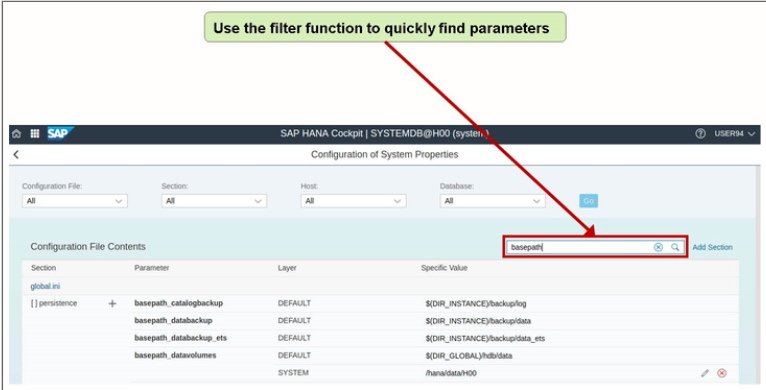 Use the filter function to quickly find parameters
SAP SAP HANA Cockpit | SYSTEMDB@H00 (system) USER94
Configuration of System Properties
Configuration File: Section: Host: Database:
All All All All Go
Configuration File Contents basepath Add Section
Section Parameter Layer Specific Value
global.ini
[ ] persistence + basepath_catalogbackup DEFAULT $(DIR_INSTANCE)/backup/log
basepath_databackup DEFAULT $(DIR_INSTANCE)/backup/data
basepath_databackup_ets DEFAULT $(DIR_INSTANCE)/backup/data_ets
basepath_datavolumes DEFAULT $(DIR_GLOBAL)/hdb/data
SYSTEM /hana/data/H00